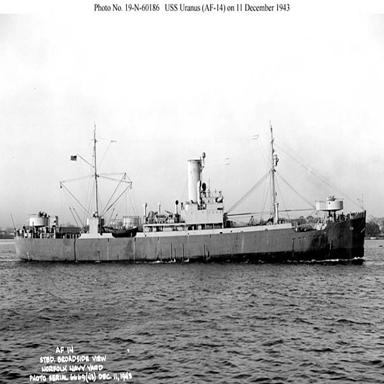 Photo No. 19-N-60186 USS Uranus (AF-14) on 11 December 1943
AF 14
STBD. BROADSIDE VIEW
NORFOLK NAVY YARD
PHOTO SERIAL 6669(43) DEC 11, 1943